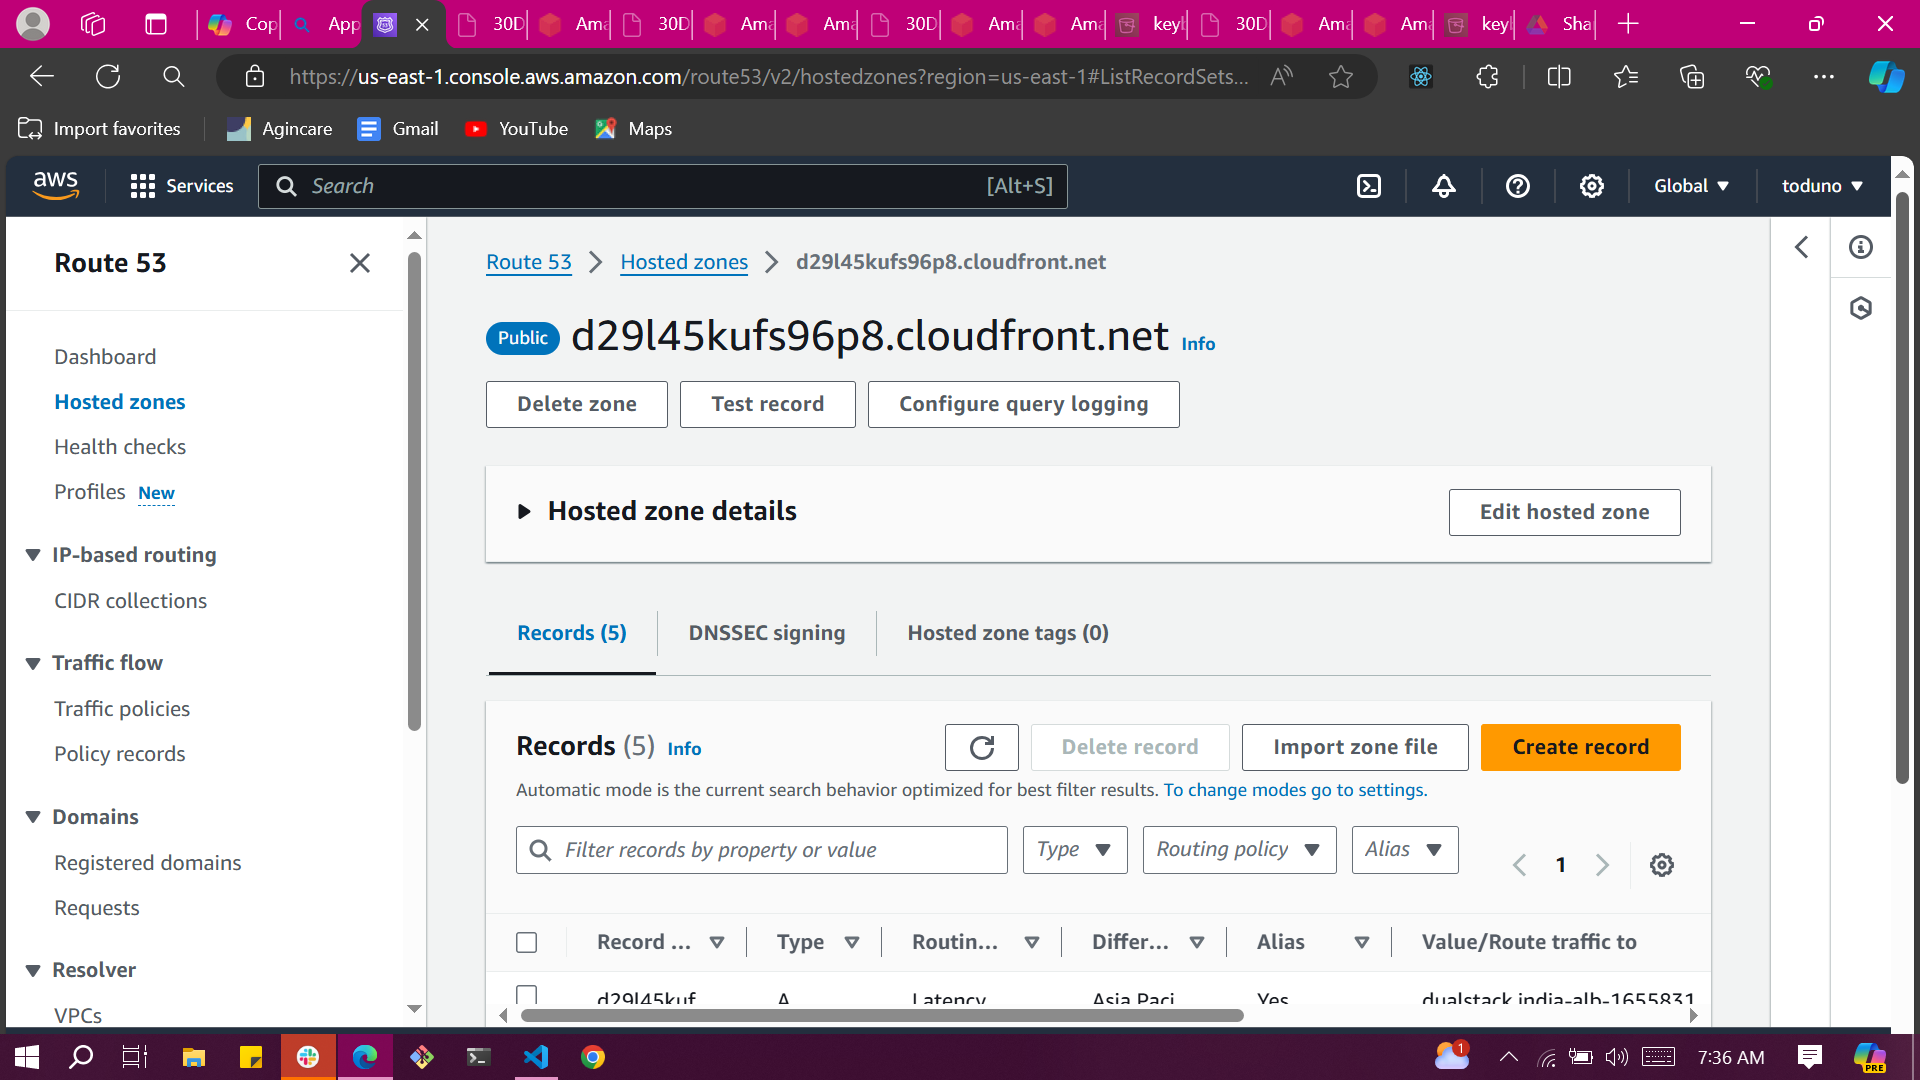 Cop
App
30D
Ama
30D
Ama
Ama
30D
Ama
Ama
keyb
30D
Ama
Ama
keyl
Sha
https://us-east-1.console.aws.amazon.com/route53/v2/hostedzones?region=us-east-1#ListRecordSets...
Import favorites
Agincare
Gmail
YouTube
Maps
aws
Services
Search
[Alt+S]
Global
toduno
Route 53
Dashboard
Hosted zones
Health checks
Profiles New
IP-based routing
CIDR collections
Traffic flow
Traffic policies
Policy records
Domains
Registered domains
Requests
Resolver
VPCs
Route 53 > Hosted zones > d29l45kufs96p8.cloudfront.net
Public d29l45kufs96p8.cloudfront.net Info
Delete zone
Test record
Configure query logging
Hosted zone details
Edit hosted zone
Records (5)
DNSSEC signing
Hosted zone tags (0)
Records (5) Info
Delete record
Import zone file
Create record
Automatic mode is the current search behavior optimized for best filter results. To change modes go to settings.
Filter records by property or value
Type
Routing policy
Alias
1
Record ...
Type
Routin...
Differ...
Alias
Value/Route traffic to
d29l45kuf
A
Latency
Asia Paci
Yes
dualstack.india-alb-1655831
1
7:36 AM
PRE